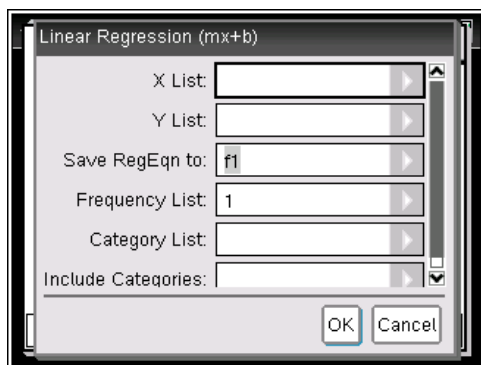 Linear Regression (mx+b)
X List:
Y List:
Save RegEqn to: f1
Frequency List: 1
Category List:
Include Categories:
OK Cancel